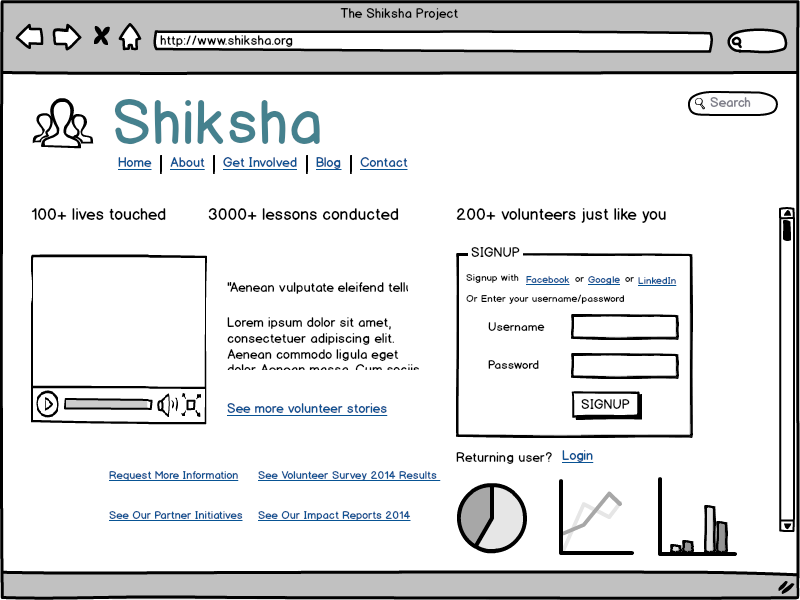 The Shiksha Project
http://www.shiksha.org
Search
Shiksha
Home | About | Get Involved | Blog | Contact
100+ lives touched
3000+ lessons conducted
200+ volunteers just like you
"Aenean vulputate eleifend tellu
Lorem ipsum dolor sit amet,
consectetuer adipiscing elit.
Aenean commodo ligula eget
dolor. Aenean massa. Cum sociis
See more volunteer stories
SIGNUP
Signup with Facebook or Google or LinkedIn
Or Enter your username/password
Username
Password
SIGNUP
Returning user? Login
Request More Information
See Volunteer Survey 2014 Results
See Our Partner Initiatives
See Our Impact Reports 2014